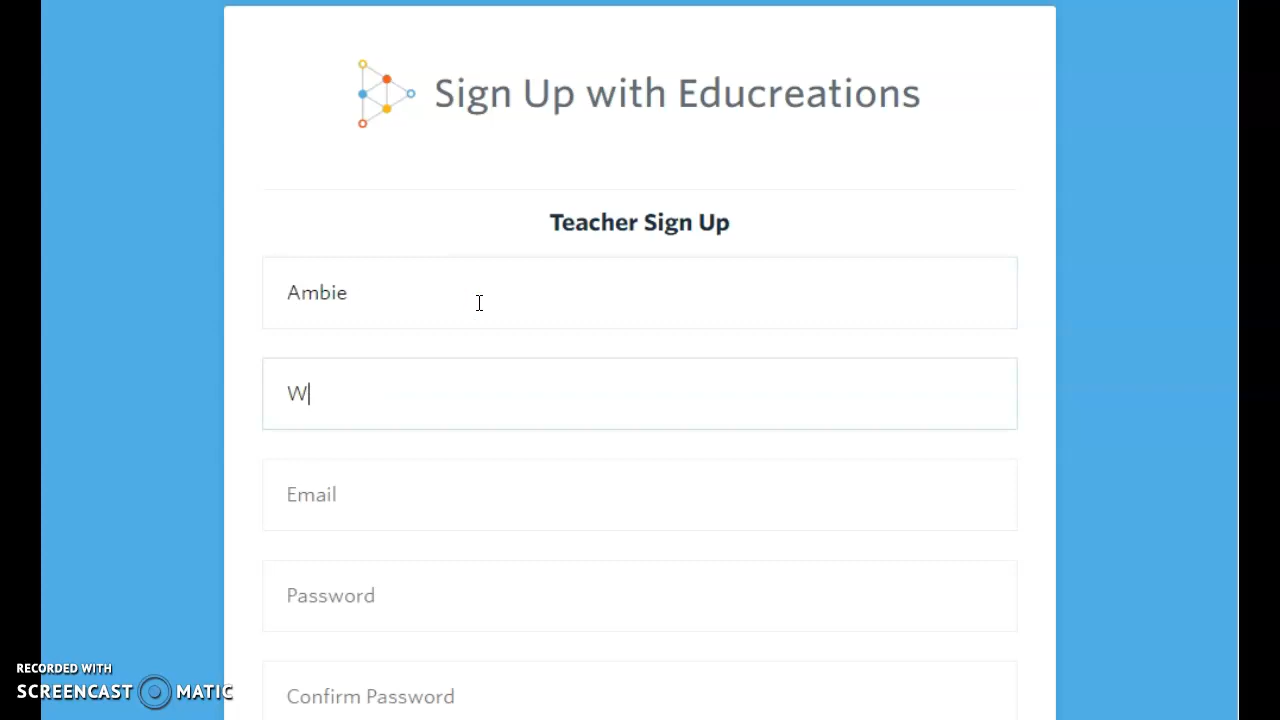 Sign Up with Educreations
Teacher Sign Up
Ambie
W
Email
Password
Confirm Password
RECORDED WITH
SCREENCAST MATIC